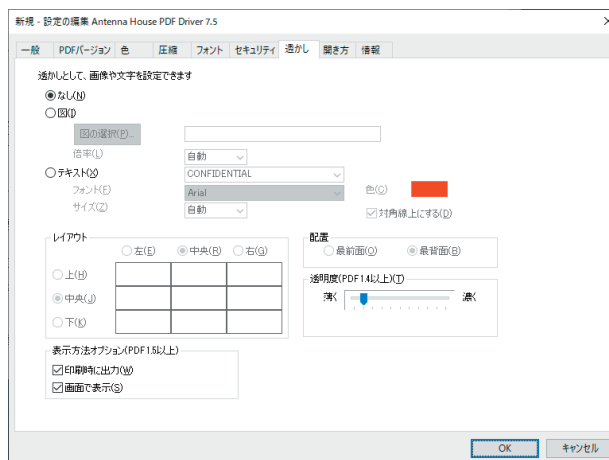 新規 - 設定の編集 Antenna House PDF Driver 7.5
一般 PDFバージョン 色 圧縮 フォント セキュリティ 透かし 開き方 情報
透かしとして、画像や文字を設定できます
なし(N)
図(I)
図の選択(P)...
倍率(L) 自動
テキスト(X) CONFIDENTIAL
フォント(F) Arial 色(C)
サイズ(Z) 自動 対角線上にする(D)
レイアウト 配置
左(E) 中央(R) 右(G) 最前面(O) 最背面(B)
上(H) 透明度(PDF1.4以上)(T)
中央(J) 薄く 濃く
下(K)
表示方法オプション(PDF1.5以上)
印刷時に出力(W)
画面で表示(S)
OK キャンセル